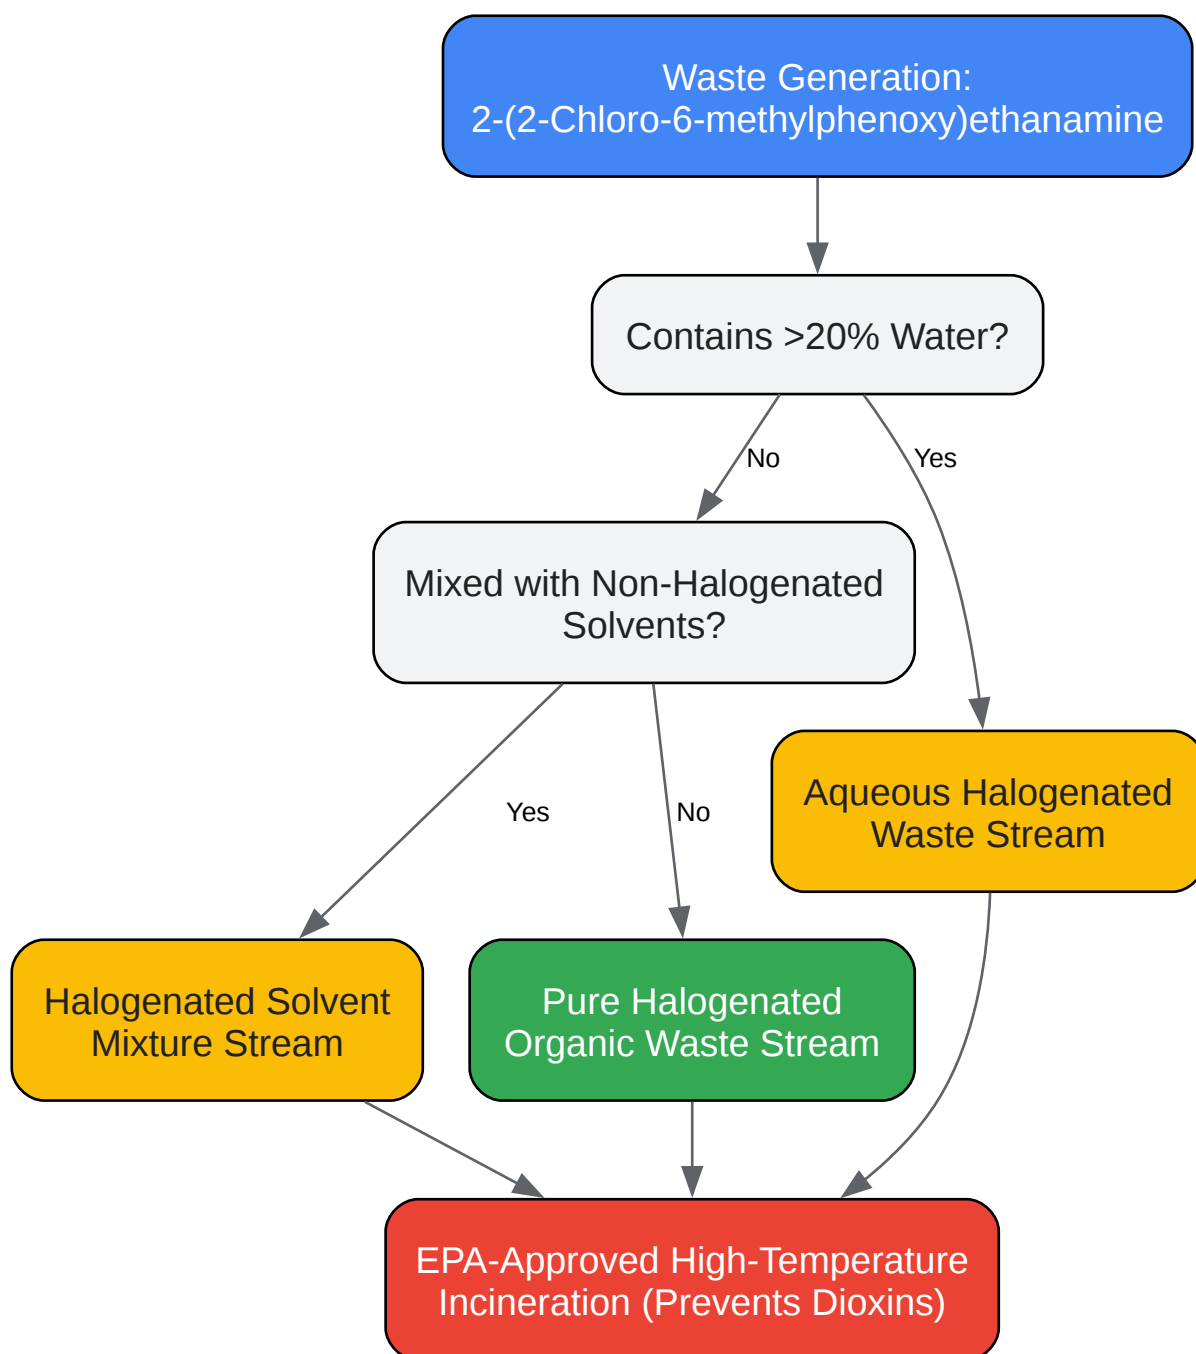 Waste Generation:
2-(2-Chloro-6-methylphenoxy)ethanamine
Contains >20% Water?
No
Yes
Mixed with Non-Halogenated
Solvents?
Aqueous Halogenated
Waste Stream
Yes
No
Halogenated Solvent
Mixture Stream
Pure Halogenated
Organic Waste Stream
EPA-Approved High-Temperature
Incineration (Prevents Dioxins)